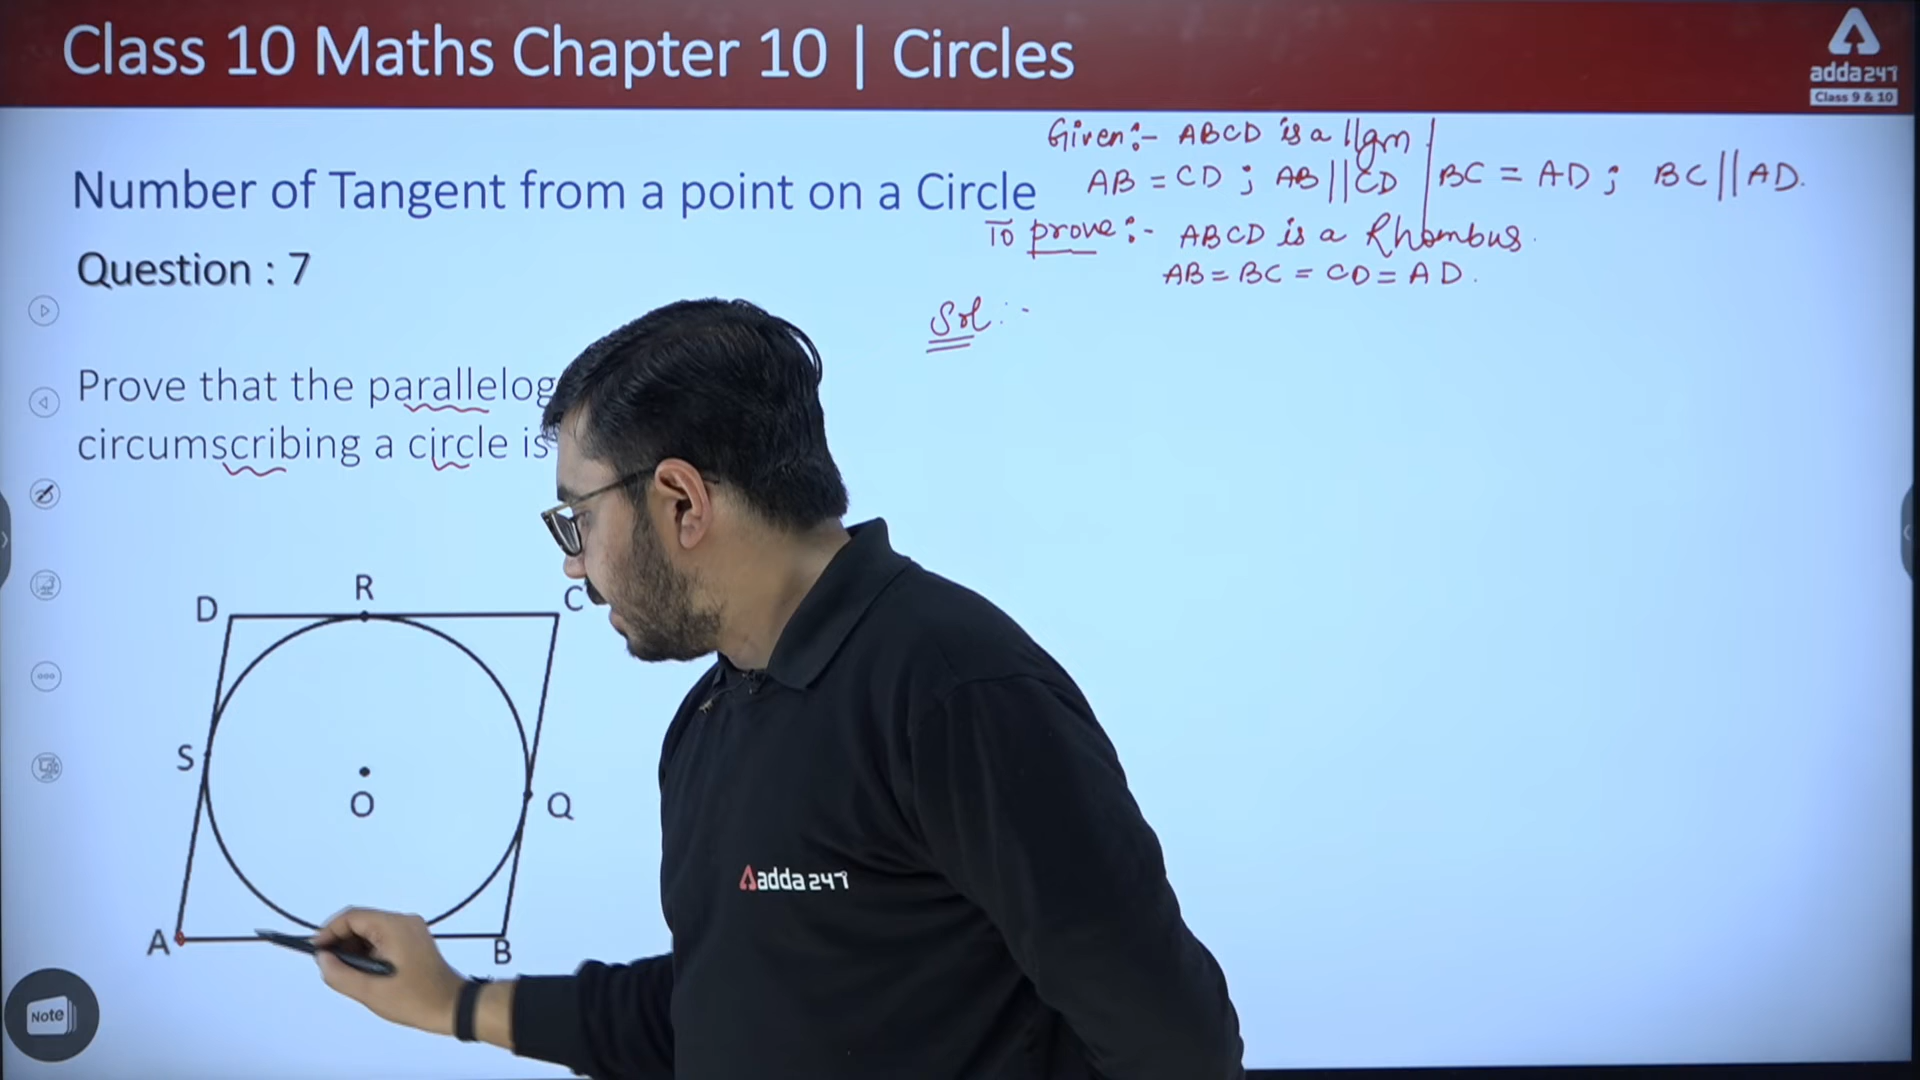 Class 10 Maths Chapter 10 | Circles
adda247
Class 9 & 10
Given:- ABCD is a ||gm
AB = CD ; AB || CD | BC = AD ; BC || AD.
Number of Tangent from a point on a Circle
To prove :- ABCD is a Rhombus.
AB = BC = CD = AD.
Question : 7
Sol :-
Prove that the parallelog
circumscribing a circle is
D
R
C
S
O
Q
A
B
adda247
Note